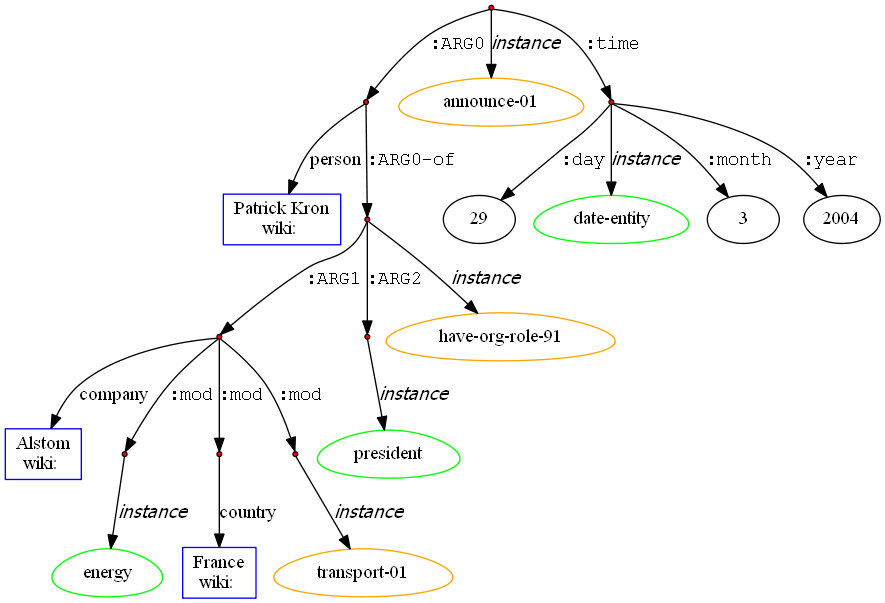 :ARG0
instance
:time
announce-01
person
:ARG0-of
:day
instance
:month
:year
Patrick Kron
wiki:
29
date-entity
3
2004
:ARG1
:ARG2
instance
have-org-role-91
company
:mod
:mod
:mod
instance
Alstom
wiki:
president
instance
country
instance
energy
France
wiki:
transport-01